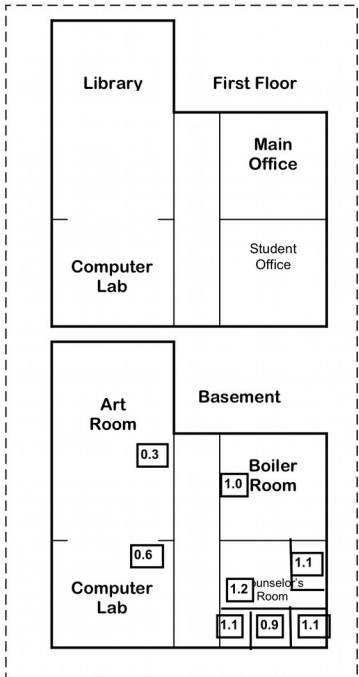 Library
First Floor
Main
Office
Student
Office
Computer
Lab
Basement
Art
Room
0.3
Boiler
Room
1.0
0.6
1.1
Computer
Lab
1.2
ounselor's
Room
1.1
0.9
1.1